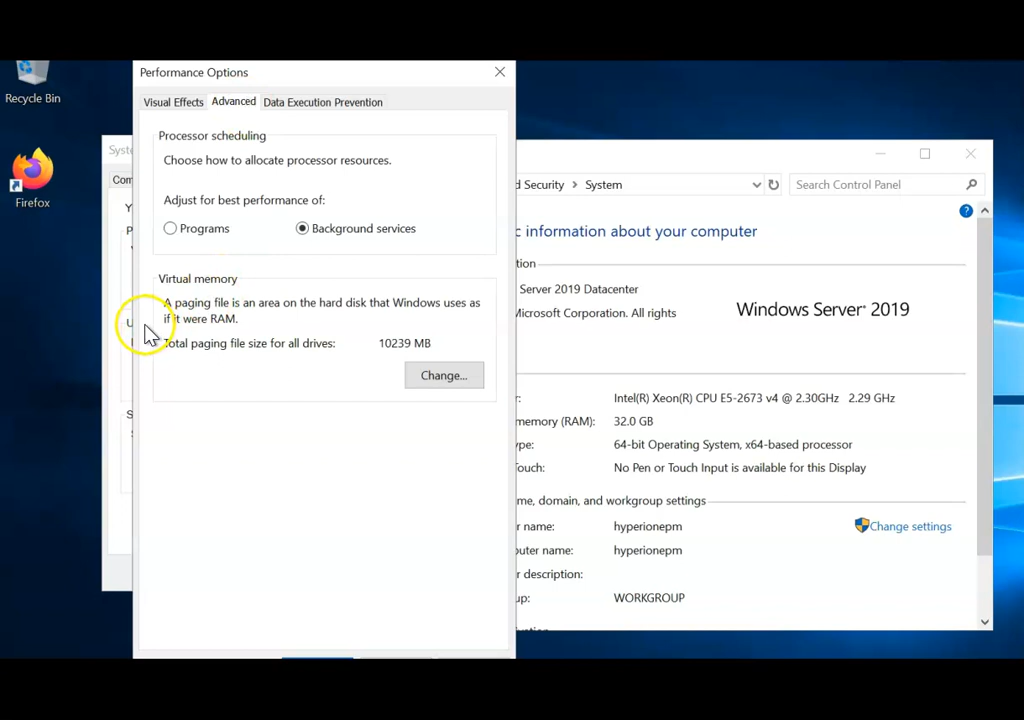 Recycle Bin
Firefox
Performance Options
Visual Effects
Advanced
Data Execution Prevention
Processor scheduling
Choose how to allocate processor resources.
Adjust for best performance of:
Programs
Background services
Virtual memory
A paging file is an area on the hard disk that Windows uses as
if it were RAM.
Total paging file size for all drives: 10239 MB
Change...
Syste
Com
d Security > System
Search Control Panel
?
c information about your computer
tion
Server 2019 Datacenter
Microsoft Corporation. All rights
Windows Server® 2019
r: Intel(R) Xeon(R) CPU E5-2673 v4 @ 2.30GHz 2.29 GHz
memory (RAM): 32.0 GB
ype: 64-bit Operating System, x64-based processor
Touch: No Pen or Touch Input is available for this Display
me, domain, and workgroup settings
r name: hyperionepm
Change settings
puter name: hyperionepm
r description:
up: WORKGROUP